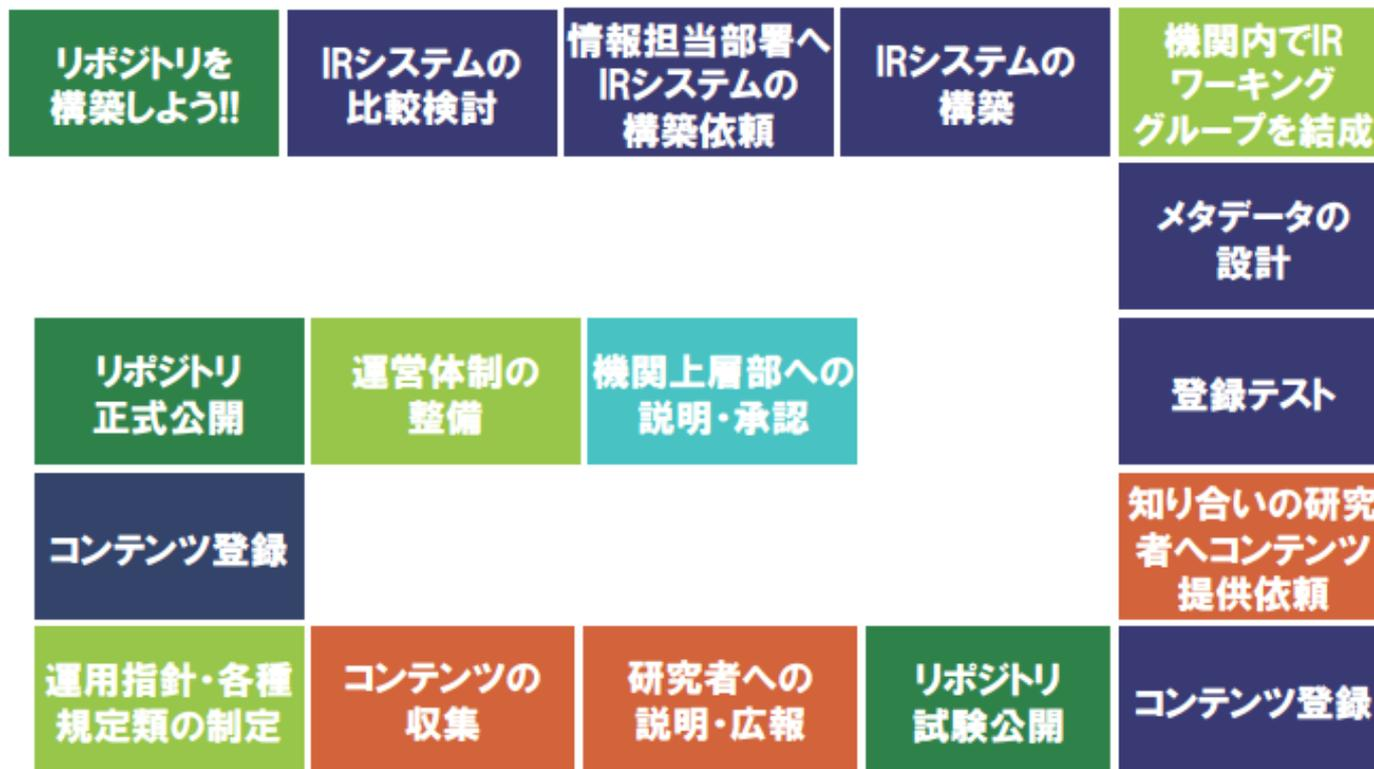 リポジトリを
構築しよう!!
IRシステムの
比較検討
情報担当部署へ
IRシステムの
構築依頼
IRシステムの
構築
機関内でIR
ワーキング
グループを結成
メタデータの
設計
リポジトリ
正式公開
運営体制の
整備
機関上層部への
説明・承認
登録テスト
コンテンツ登録
知り合いの研究
者へコンテンツ
提供依頼
運用指針・各種
規定類の制定
コンテンツの
収集
研究者への
説明・広報
リポジトリ
試験公開
コンテンツ登録